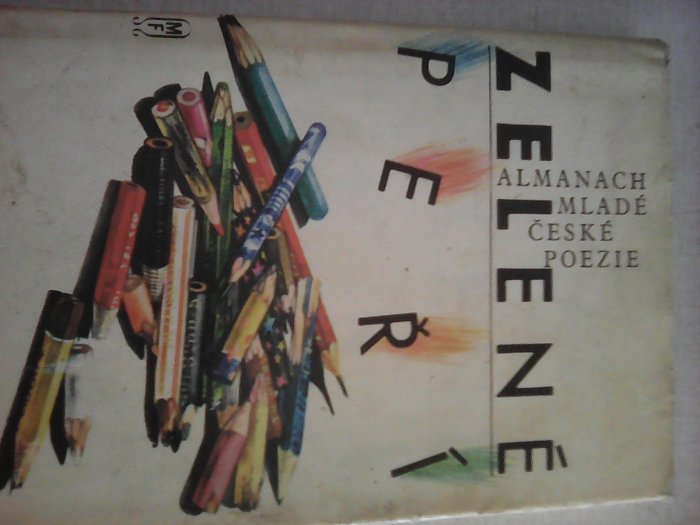 ZELENÉ
PEŘÍ
ALMANACH
MLADÉ
ČESKÉ
POEZIE
MF